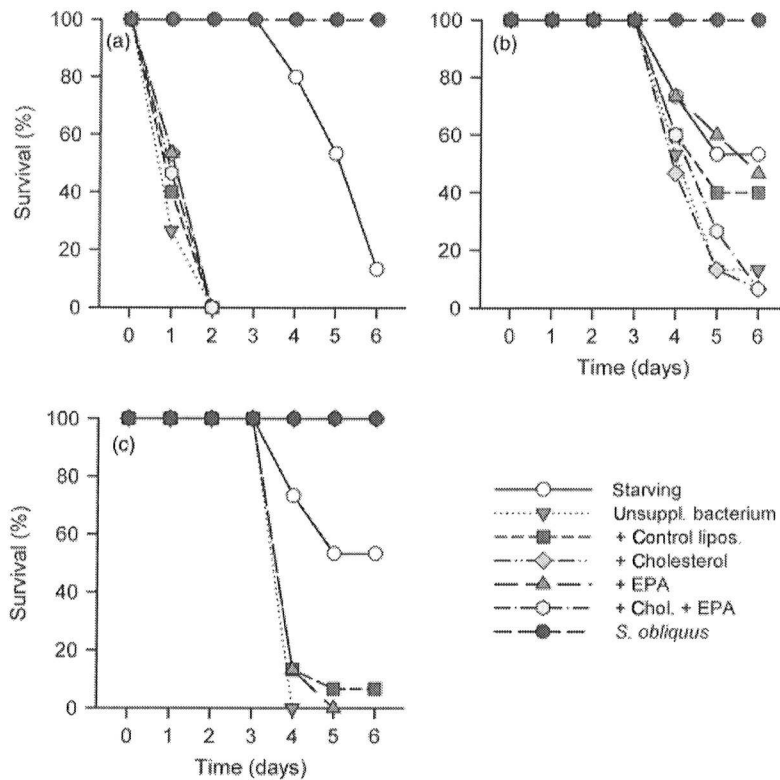 (a)
Survival (%)
100
80
60
40
20
0
0 1 2 3 4 5 6
(b)
100
80
60
40
20
0
0 1 2 3 4 5 6
Time (days)
(c)
Survival (%)
100
80
60
40
20
0
0 1 2 3 4 5 6
Time (days)
Starving
Unsuppl. bacterium
+ Control lipos.
+ Cholesterol
+ EPA
+ Chol. + EPA
S. obliquus